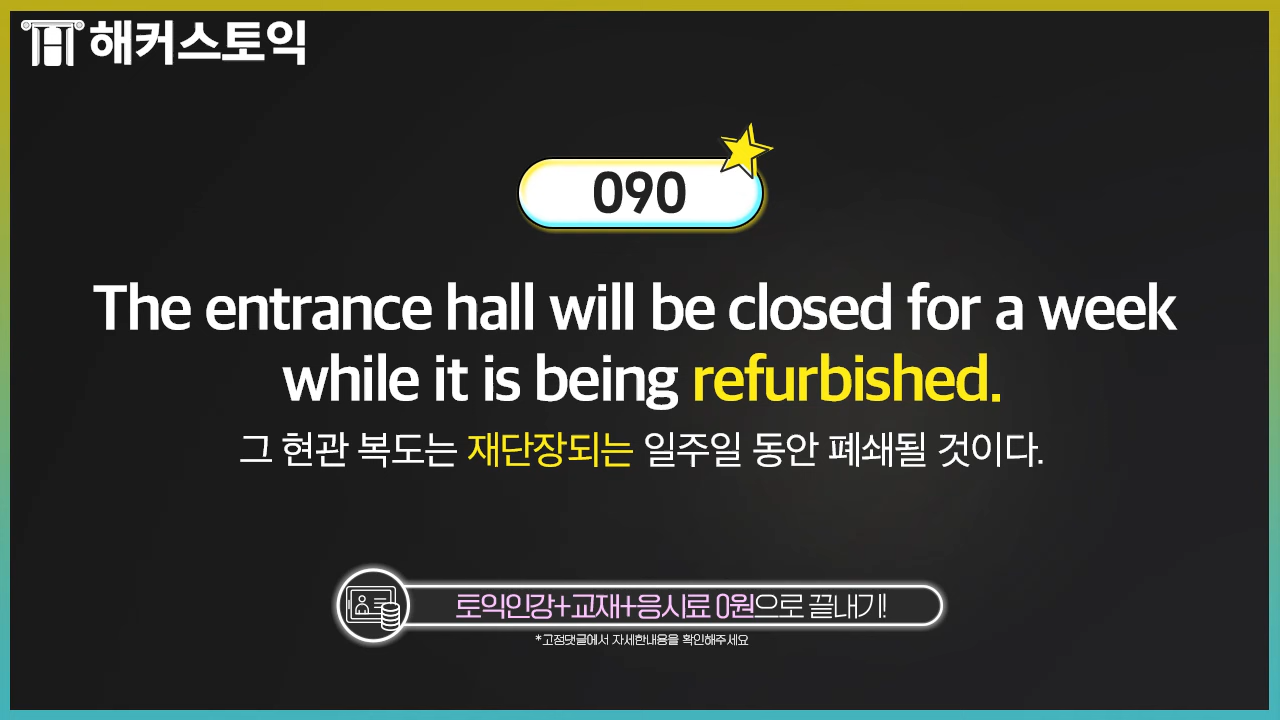 해커스토익
090
The entrance hall will be closed for a week
while it is being refurbished.
그 현관 복도는 재단장되는 일주일 동안 폐쇄될 것이다.
토익인강+교재+응시료 0원으로 끝내기!
*고정댓글에서 자세한내용을 확인해주세요